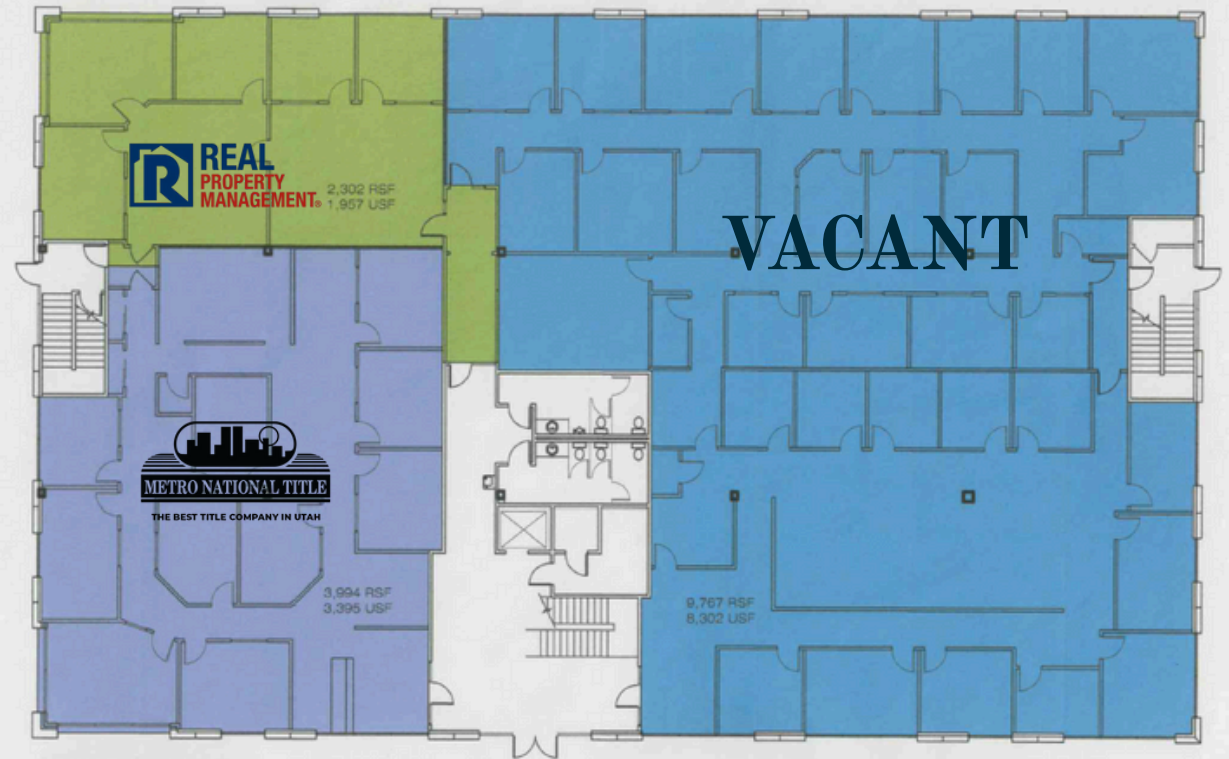 REAL
PROPERTY
MANAGEMENT®
2,302 RSF
1,957 USF
VACANT
METRO NATIONAL TITLE
THE BEST TITLE COMPANY IN UTAH
3,994 RSF
3,395 USF
9,767 RSF
8,302 USF